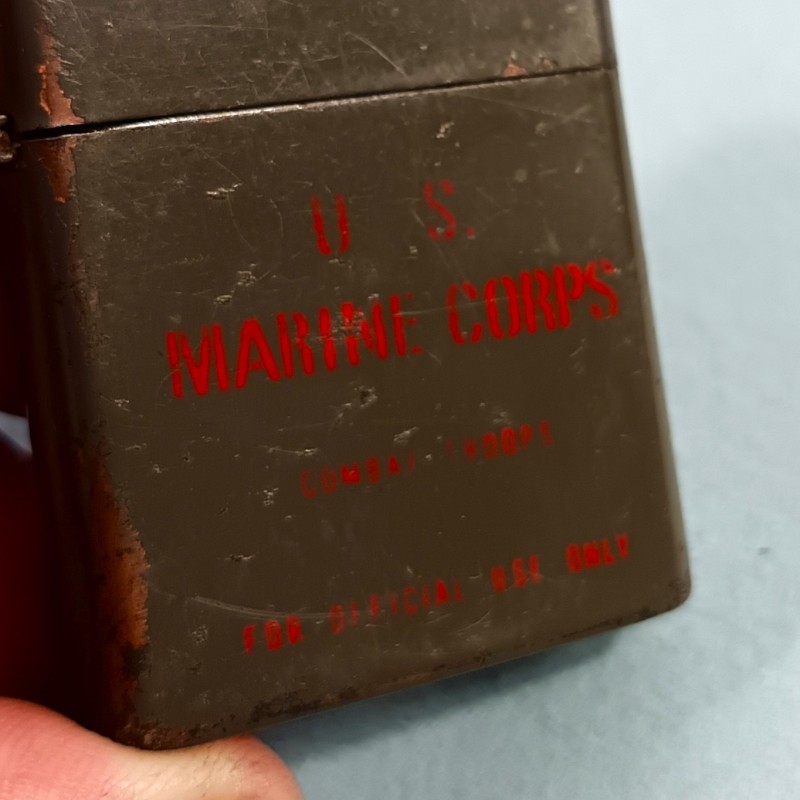 U S.
MARINE CORPS
COMBAT TROOPS
FOR OFFICIAL USE ONLY